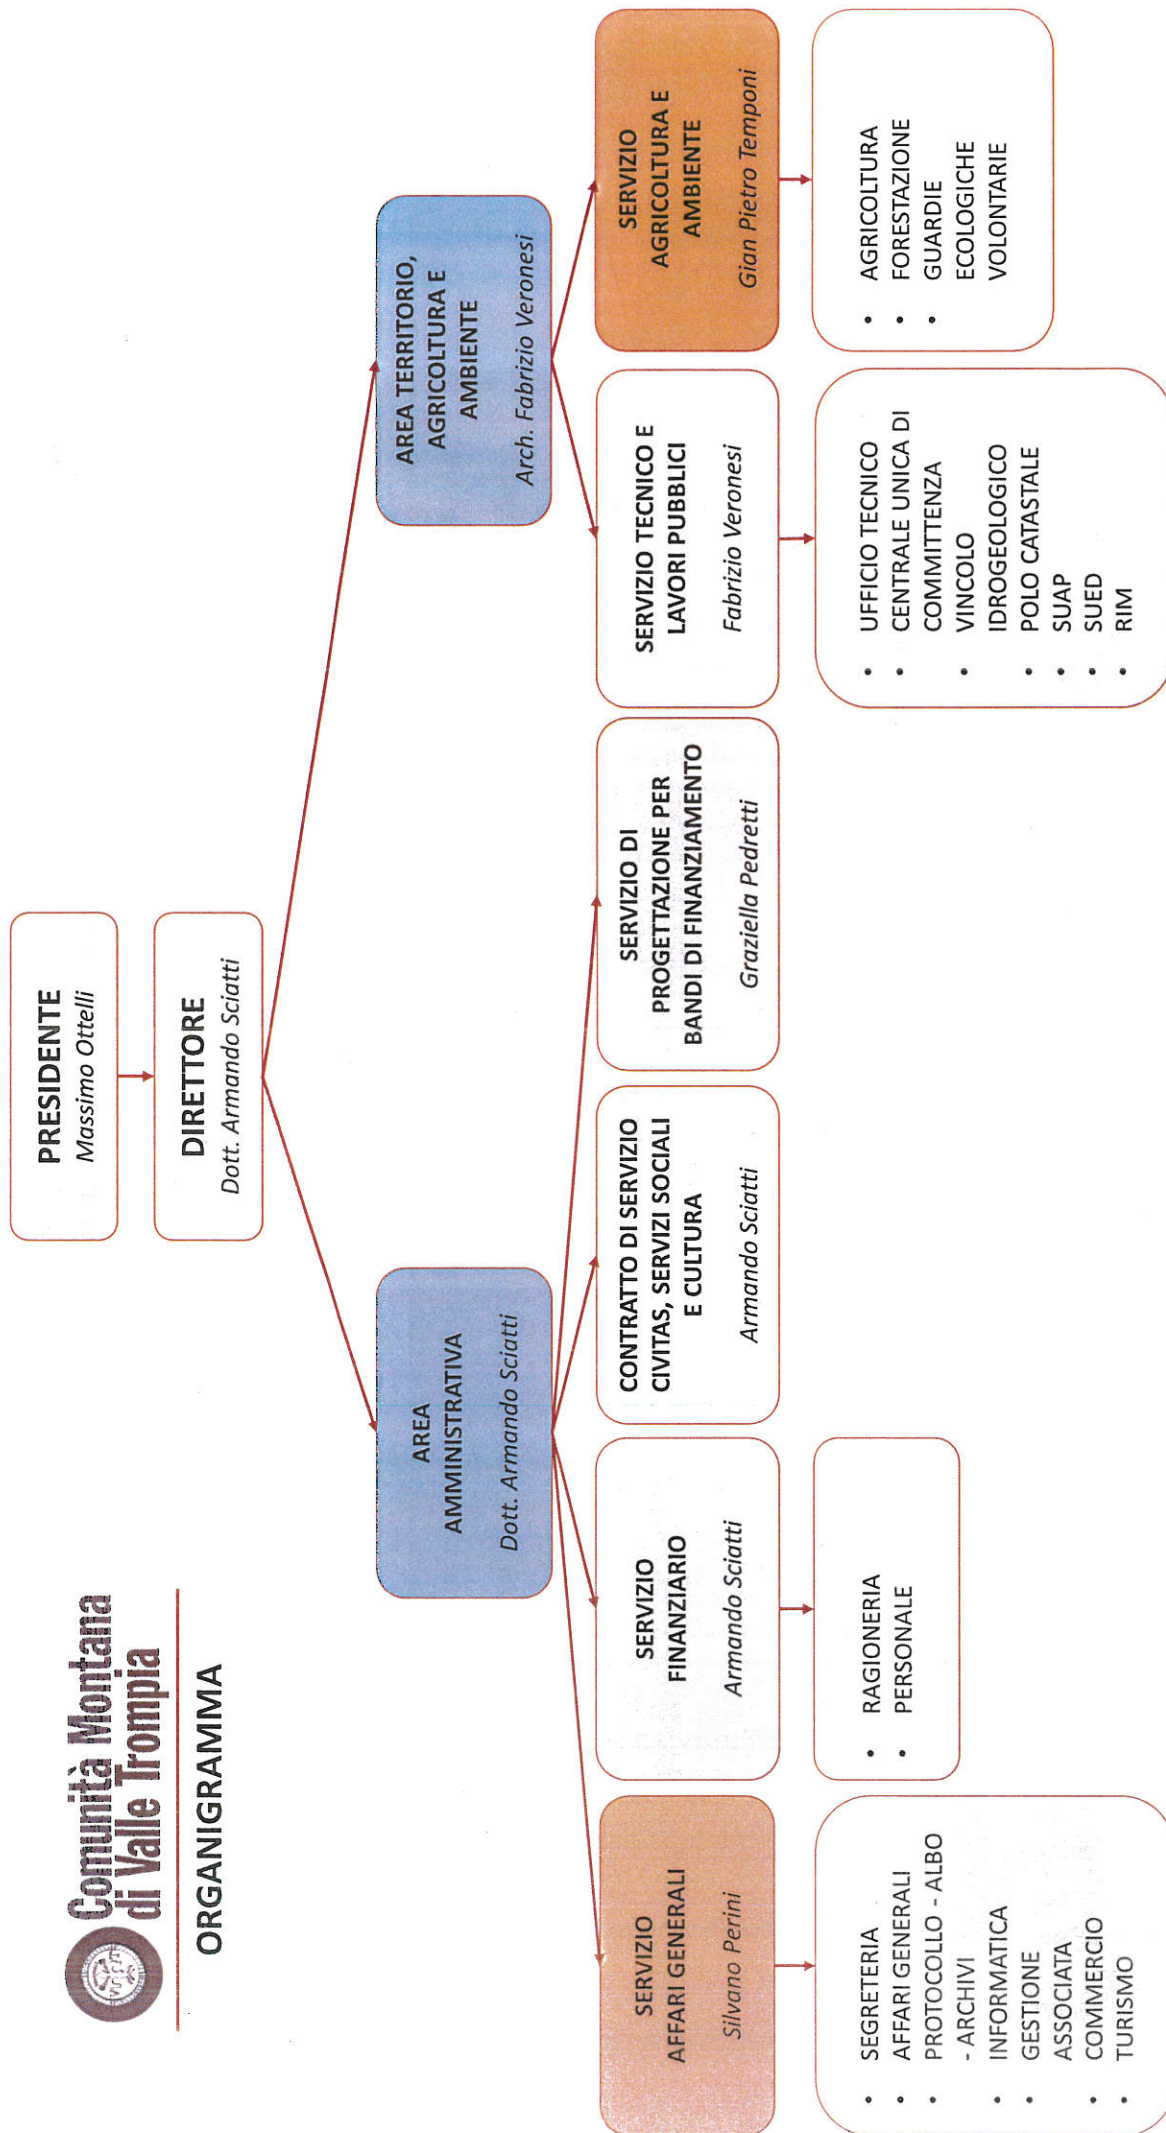 Comunità Montana
di Valle Trompia
ORGANIGRAMMA
PRESIDENTE
Massimo Ottelli
DIRETTORE
Dott. Armando Sciatti
AREA
AMMINISTRATIVA
Dott. Armando Sciatti
AREA TERRITORIO,
AGRICOLTURA E
AMBIENTE
Arch. Fabrizio Veronesi
SERVIZIO
AFFARI GENERALI
Silvano Perini
SERVIZIO
FINANZIARIO
Armando Sciatti
CONTRATTO DI SERVIZIO
CIVITAS, SERVIZI SOCIALI
E CULTURA
Armando Sciatti
SERVIZIO DI
PROGETTAZIONE PER
BANDI DI FINANZIAMENTO
Graziella Pedretti
SERVIZIO TECNICO E
LAVORI PUBBLICI
Fabrizio Veronesi
SERVIZIO
AGRICOLTURA E
AMBIENTE
Gian Pietro Temponi
• SEGRETERIA
• AFFARI GENERALI
• PROTOCOLLO - ALBO
- ARCHIVI
• INFORMATICA
• GESTIONE
ASSOCIATA
• COMMERCIO
• TURISMO
• RAGIONERIA
• PERSONALE
• UFFICIO TECNICO
• CENTRALE UNICA DI
COMMITTENZA
• VINCOLO
IDROGEOLOGICO
• POLO CATASTALE
• SUAP
• SUED
• RIM
• AGRICOLTURA
• FORESTAZIONE
• GUARDIE
ECOLOGICHE
VOLONTARIE